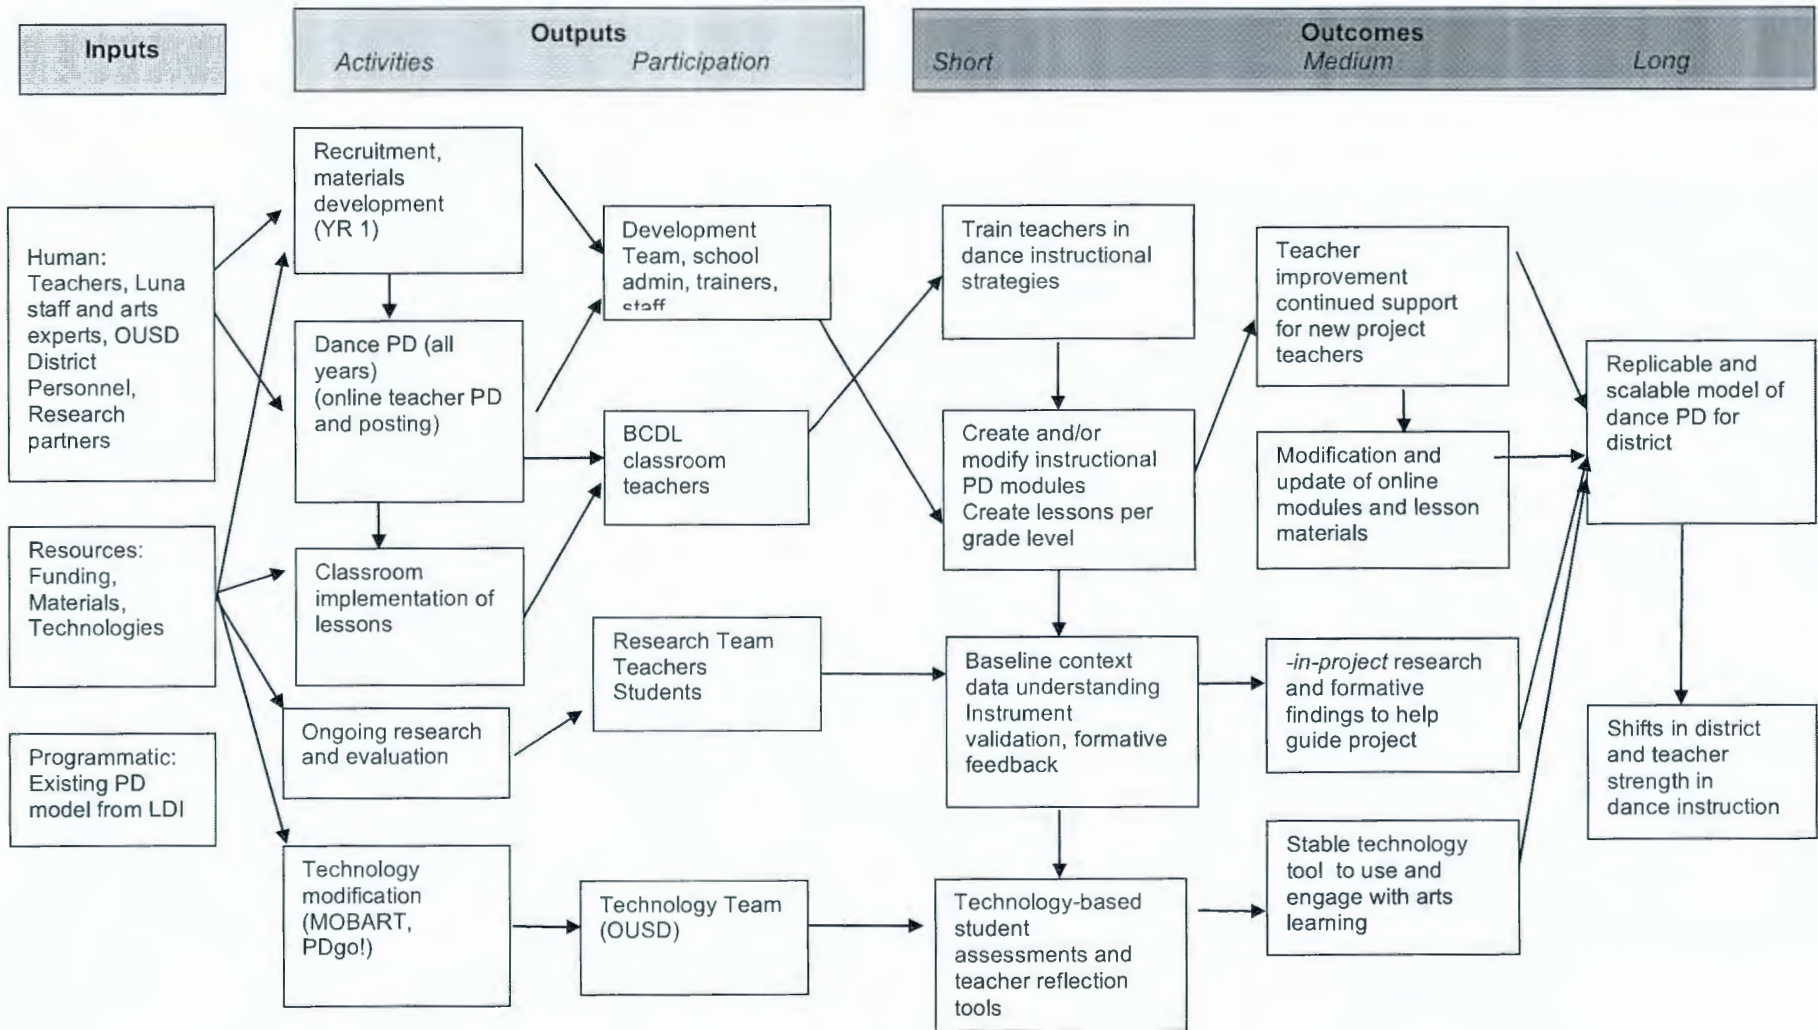 Inputs
Outputs
Activities Participation
Outcomes
Short Medium Long
Human:
Teachers, Luna
staff and arts
experts, OUSD
District
Personnel,
Research
partners
Resources:
Funding,
Materials,
Technologies
Programmatic:
Existing PD
model from LDI
Recruitment,
materials
development
(YR 1)
Dance PD (all
years)
(online teacher PD
and posting)
Classroom
implementation of
lessons
Ongoing research
and evaluation
Technology
modification
(MOBART,
PDgo!)
Development
Team, school
admin, trainers,
staff
BCDL
classroom
teachers
Research Team
Teachers
Students
Technology Team
(OUSD)
Train teachers in
dance instructional
strategies
Create and/or
modify instructional
PD modules
Create lessons per
grade level
Baseline context
data understanding
Instrument
validation, formative
feedback
Technology-based
student
assessments and
teacher reflection
tools
Teacher
improvement
continued support
for new project
teachers
Modification and
update of online
modules and lesson
materials
-in-project research
and formative
findings to help
guide project
Stable technology
tool to use and
engage with arts
learning
Replicable and
scalable model of
dance PD for
district
Shifts in district
and teacher
strength in
dance instruction